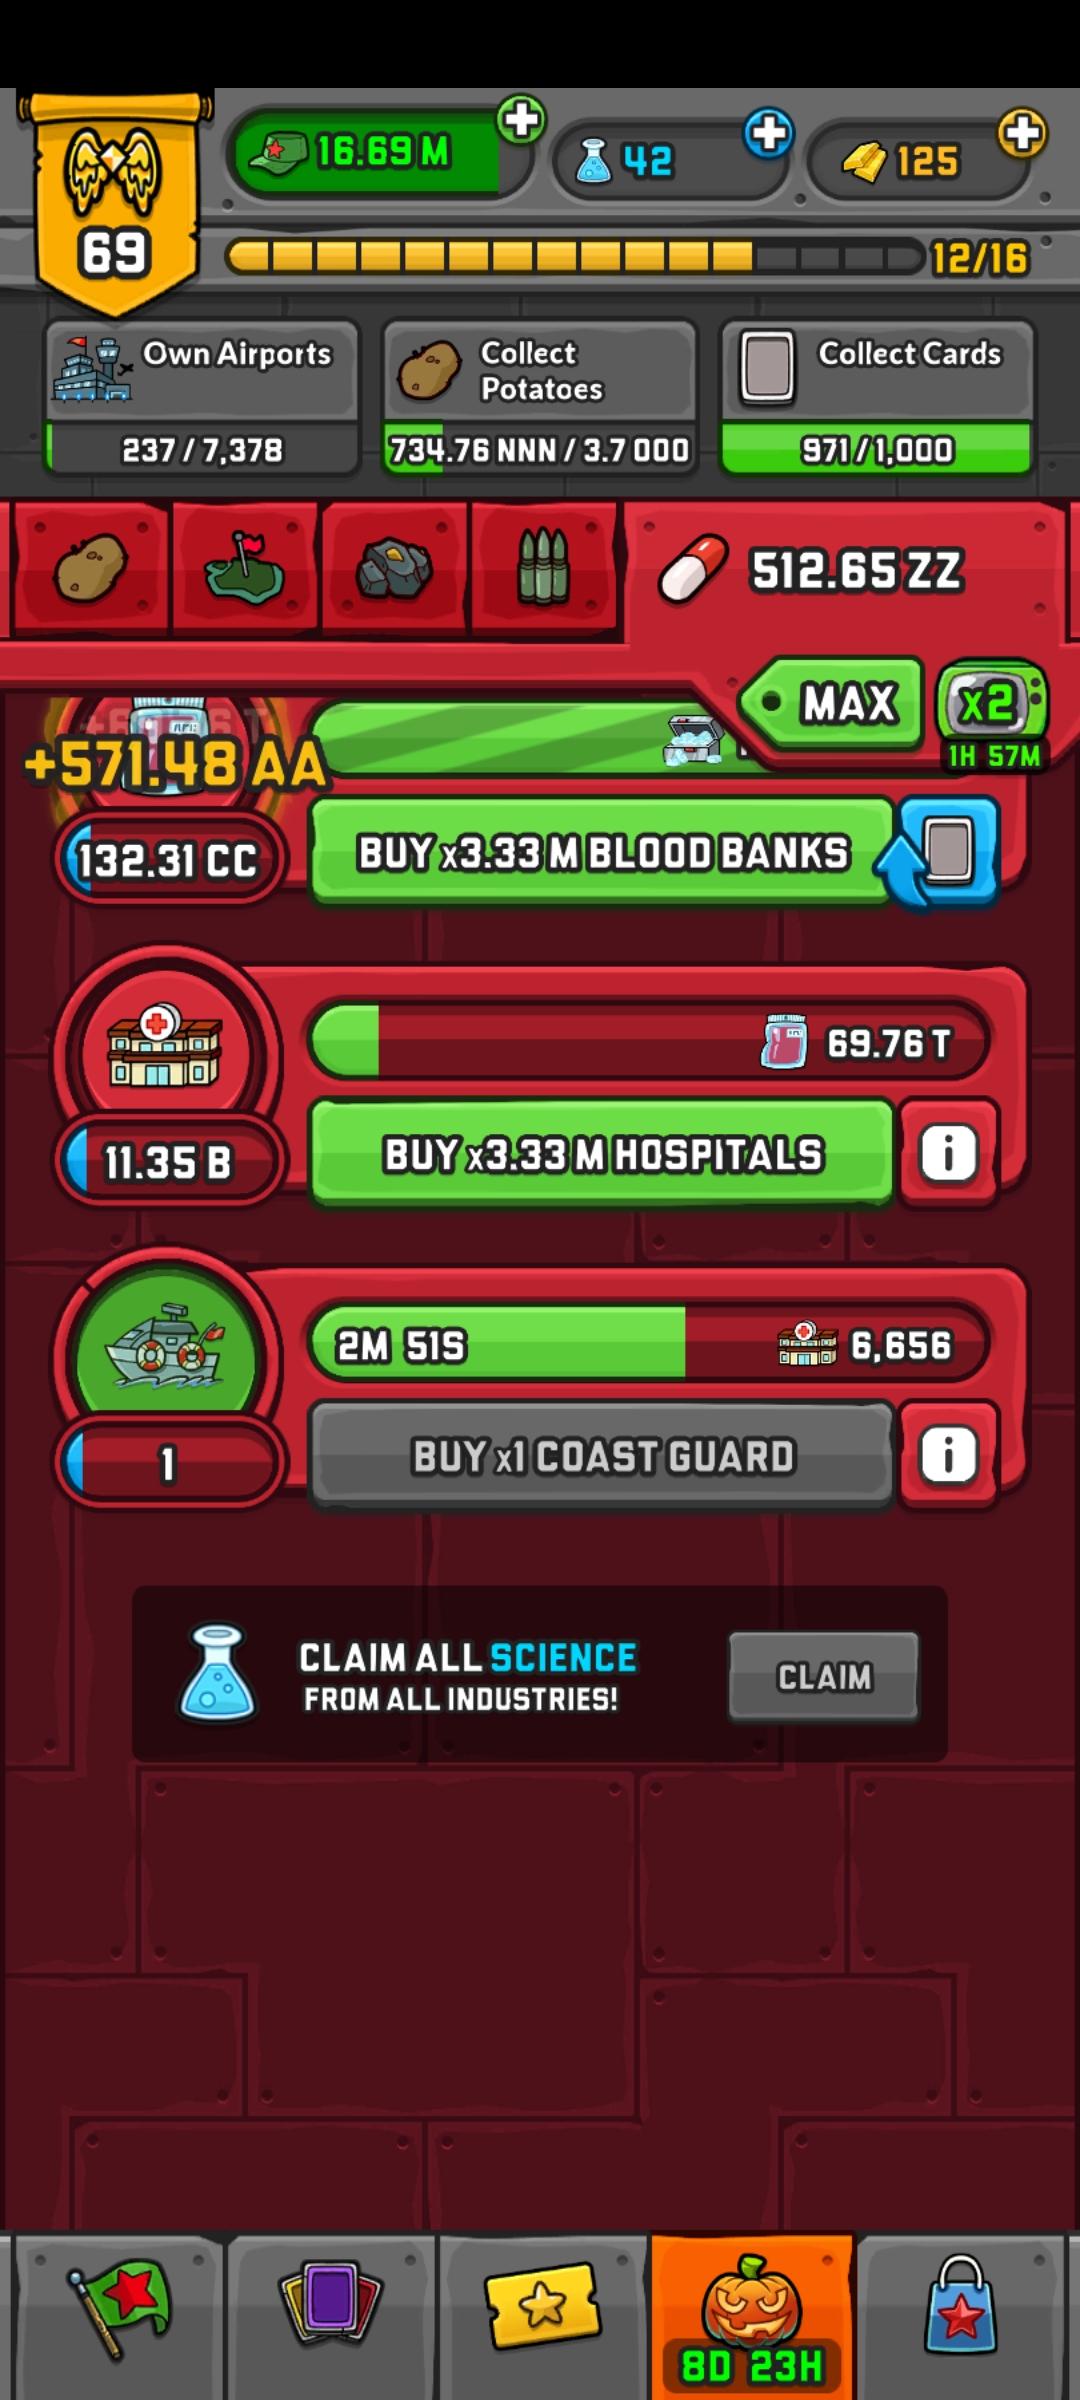 16.69 M
42
125
69
12/16
Own Airports
237 / 7,378
Collect
Potatoes
734.76 NNN / 3.7 OOO
Collect Cards
971 / 1,000
512.65 ZZ
MAX
x2
1H 57M
+571.48 AA
132.31 CC
BUY x3.33 M BLOOD BANKS
69.76 T
11.35 B
BUY x3.33 M HOSPITALS
i
2M 51S
6,656
1
BUY x1 COAST GUARD
i
CLAIM ALL SCIENCE
FROM ALL INDUSTRIES!
CLAIM
8D 23H